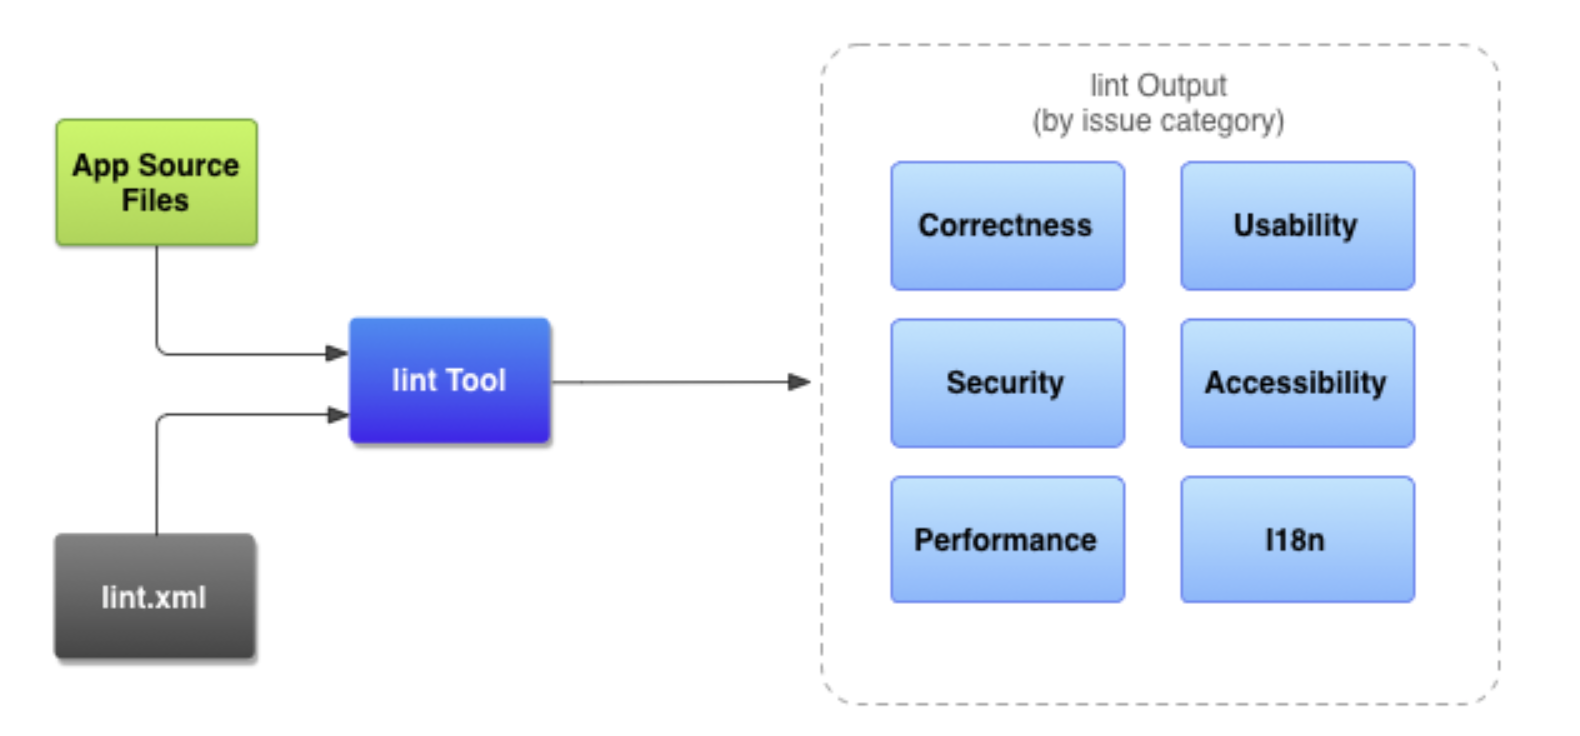 App Source
Files
lint Tool
lint.xml
lint Output
(by issue category)
Correctness
Usability
Security
Accessibility
Performance
I18n